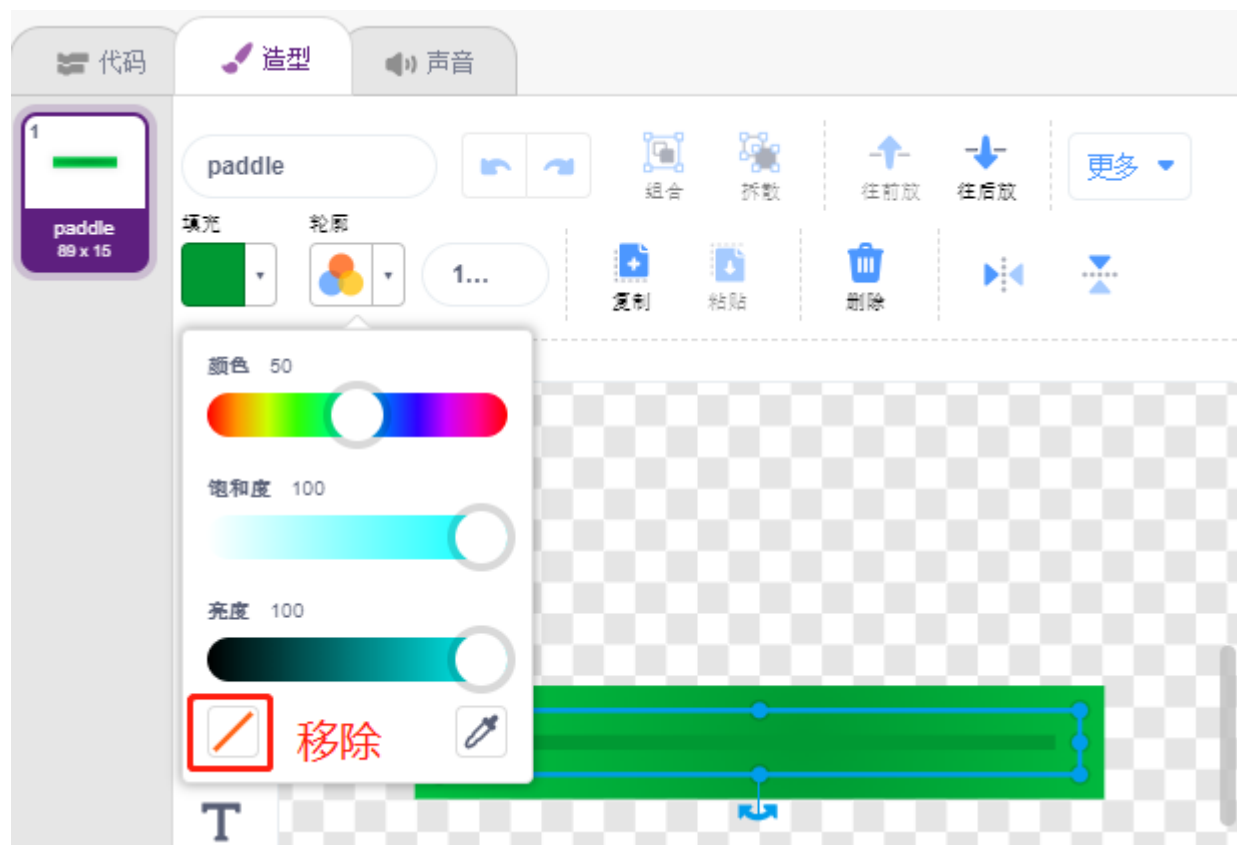 代码
造型
声音
1
paddle
89 x 15
paddle
组合
拆散
往前放
往后放
更多
填充
轮廓
1...
复制
粘贴
删除
颜色 50
饱和度 100
亮度 100
移除
T